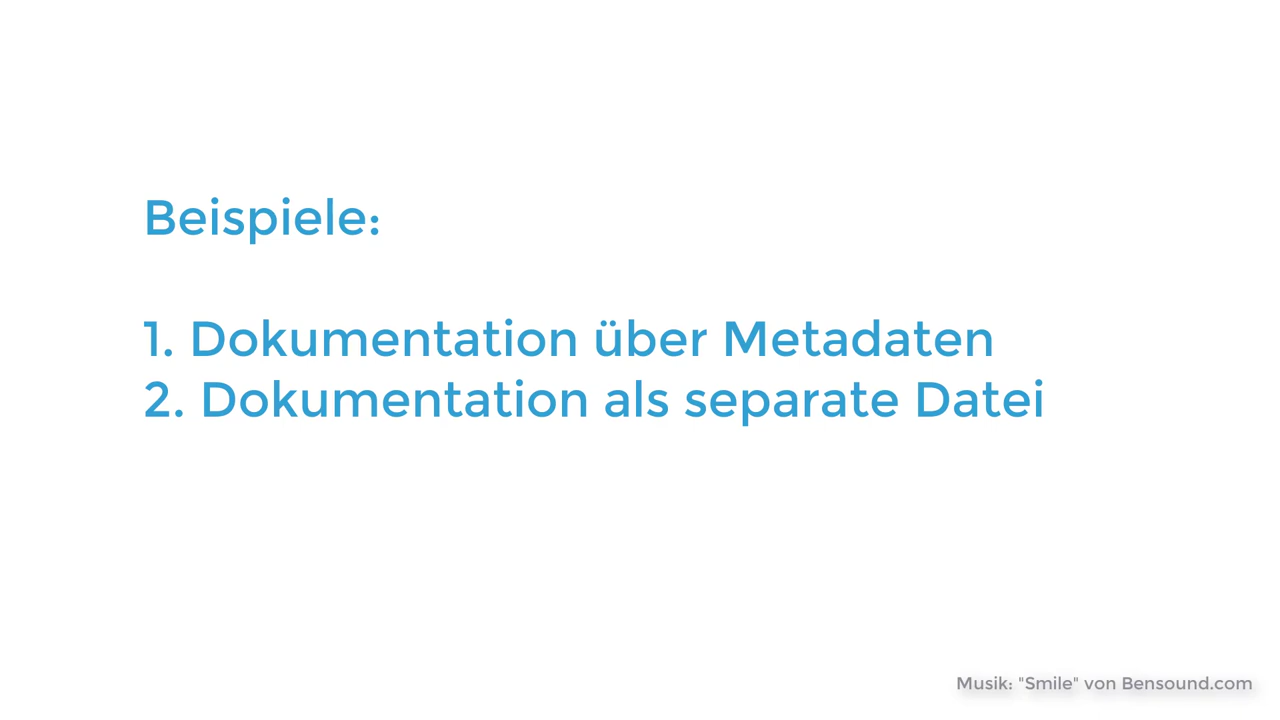 Beispiele:
1. Dokumentation über Metadaten
2. Dokumentation als separate Datei
Musik: "Smile" von Bensound.com